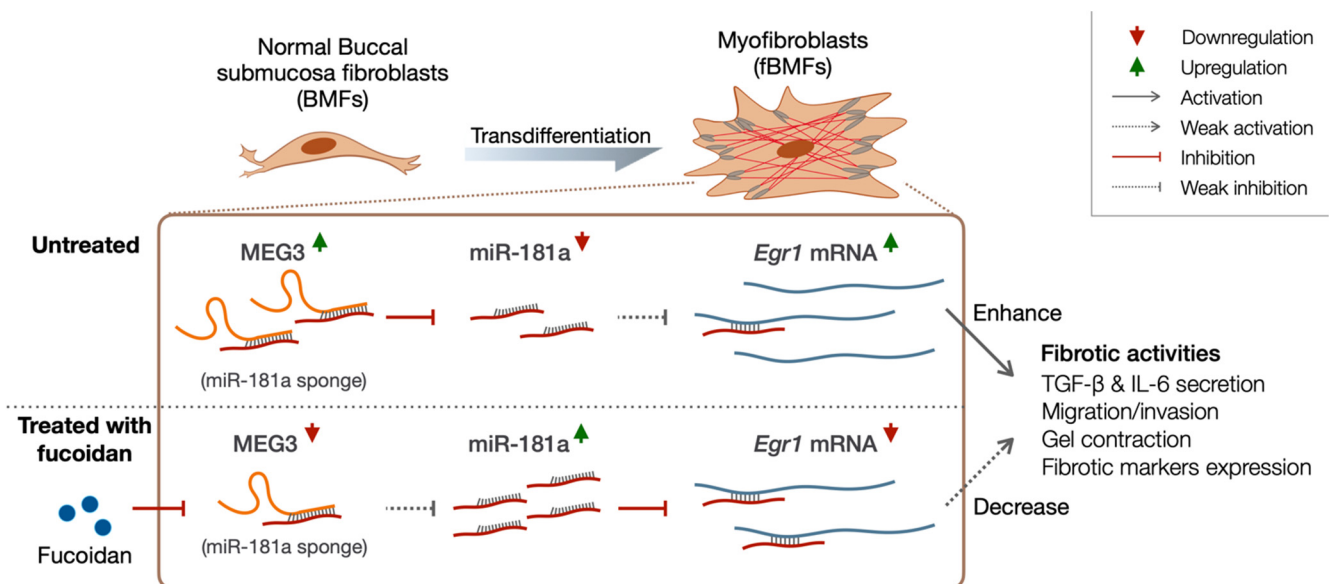 Normal Buccal
submucosa fibroblasts
(BMFs)
Transdifferentiation
Myofibroblasts
(fBMFs)
Downregulation
Upregulation
Activation
Weak activation
Inhibition
Weak inhibition
Untreated
MEG3
miR-181a
Egr1 mRNA
(miR-181a sponge)
Enhance
Fibrotic activities
TGF-β & IL-6 secretion
Migration/invasion
Gel contraction
Fibrotic markers expression
Treated with
fucoidan
MEG3
miR-181a
Egr1 mRNA
(miR-181a sponge)
Decrease
Fucoidan